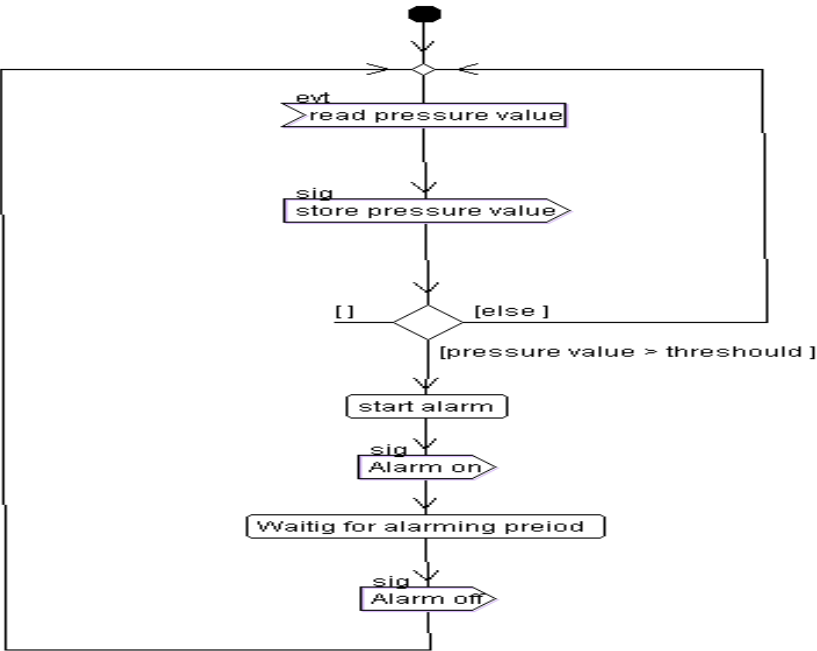 evt
read pressure value
sig
store pressure value
[ ]
[else ]
[pressure value > threshould ]
start alarm
sig
Alarm on
Waitig for alarming preiod
sig
Alarm off